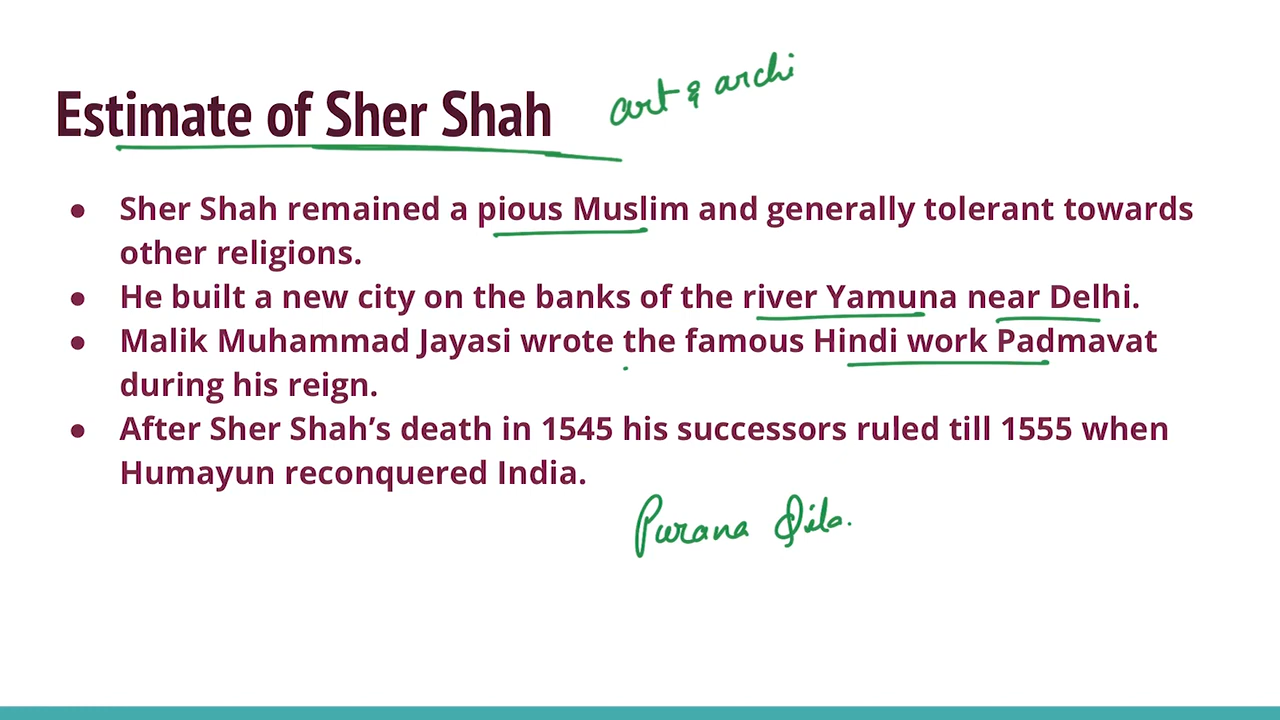 Estimate of Sher Shah
art & archi
● Sher Shah remained a pious Muslim and generally tolerant towards
other religions.
● He built a new city on the banks of the river Yamuna near Delhi.
● Malik Muhammad Jayasi wrote the famous Hindi work Padmavat
during his reign.
● After Sher Shah’s death in 1545 his successors ruled till 1555 when
Humayun reconquered India.
Purana Qila.